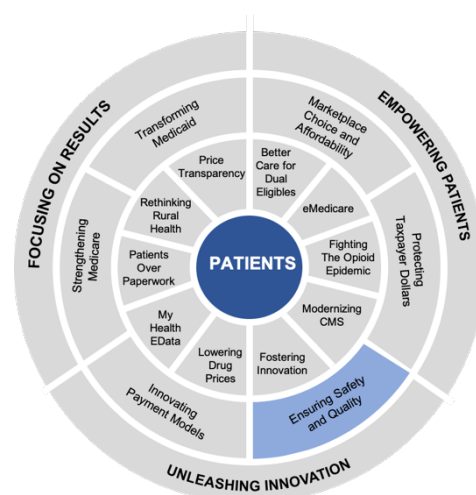 FOCUSING ON RESULTS
EMPOWERING PATIENTS
UNLEASHING INNOVATION
Transforming
Medicaid
Marketplace
Choice and
Affordability
Protecting
Taxpayer Dollars
Ensuring Safety
and Quality
Innovating
Payment Models
Strengthening
Medicare
Price
Transparency
Better
Care for
Dual
Eligibles
eMedicare
Fighting
The Opioid
Epidemic
Modernizing
CMS
Fostering
Innovation
Lowering
Drug
Prices
My
Health
EData
Patients
Over
Paperwork
Rethinking
Rural
Health
PATIENTS